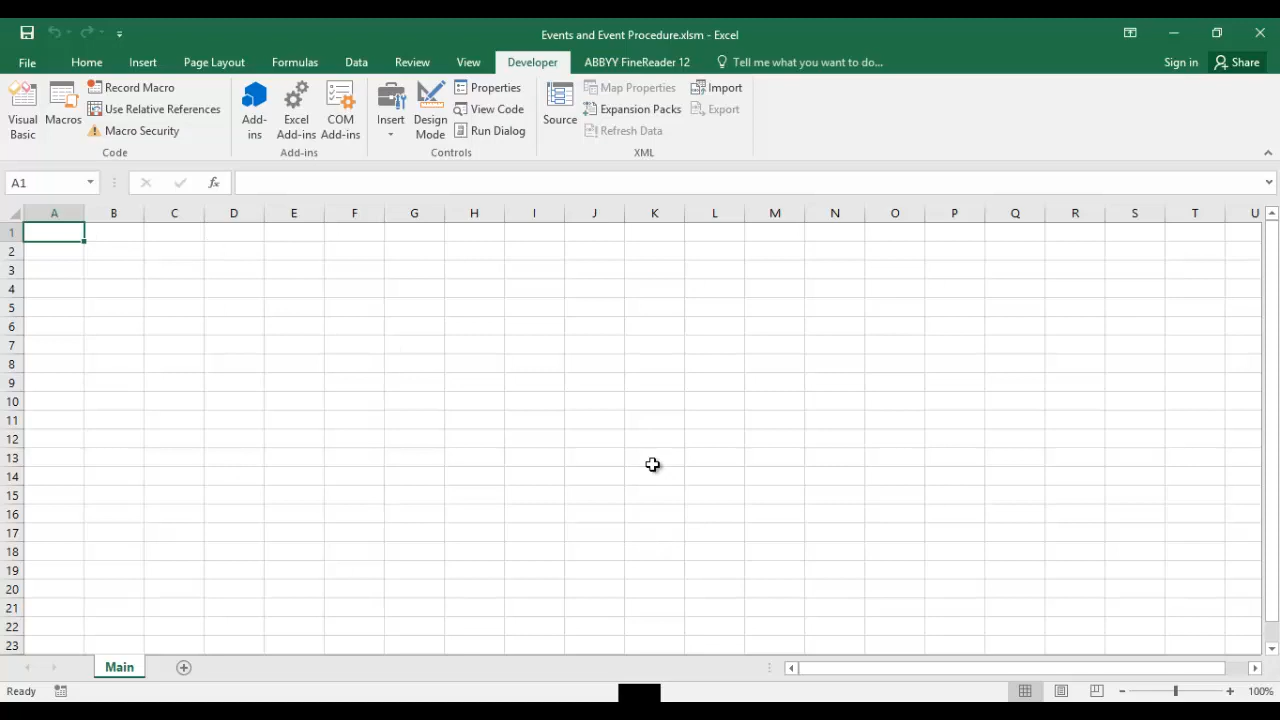 Events and Event Procedure.xlsm - Excel
File Home Insert Page Layout Formulas Data Review View Developer ABBYY FineReader 12 Tell me what you want to do... Sign in Share
Visual Basic
Macros
Record Macro
Use Relative References
Macro Security
Code
Add-ins
Excel Add-ins
COM Add-ins
Add-ins
Insert
Design Mode
Properties
View Code
Run Dialog
Controls
Source
Map Properties
Expansion Packs
Refresh Data
Import
Export
XML
A1 fx
A B C D E F G H I J K L M N O P Q R S T U
1
2
3
4
5
6
7
8
9
10
11
12
13
14
15
16
17
18
19
20
21
22
23
Main
Ready 100%